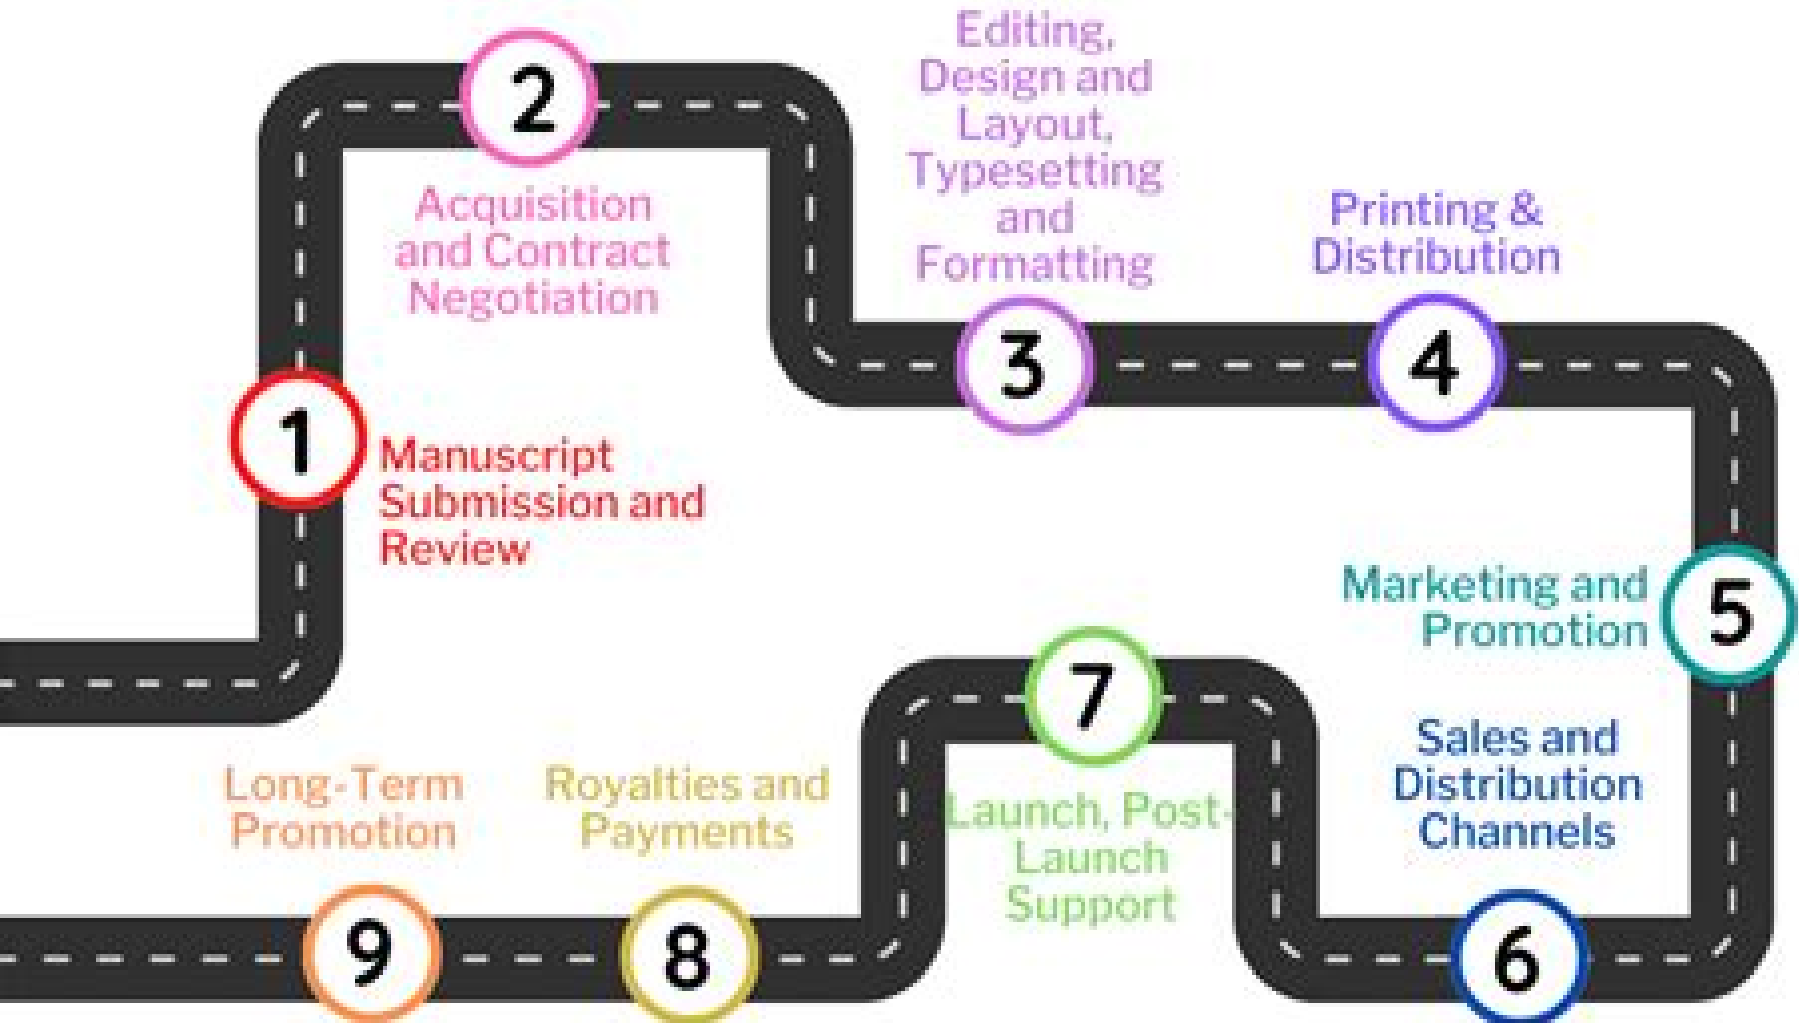 1
Manuscript
Submission and
Review
2
Acquisition
and Contract
Negotiation
Editing,
Design and
Layout,
Typesetting
and
Formatting
3
Printing &
Distribution
4
Marketing and
Promotion
5
Sales and
Distribution
Channels
6
7
Launch, Post-
Launch
Support
Royalties and
Payments
8
Long-Term
Promotion
9